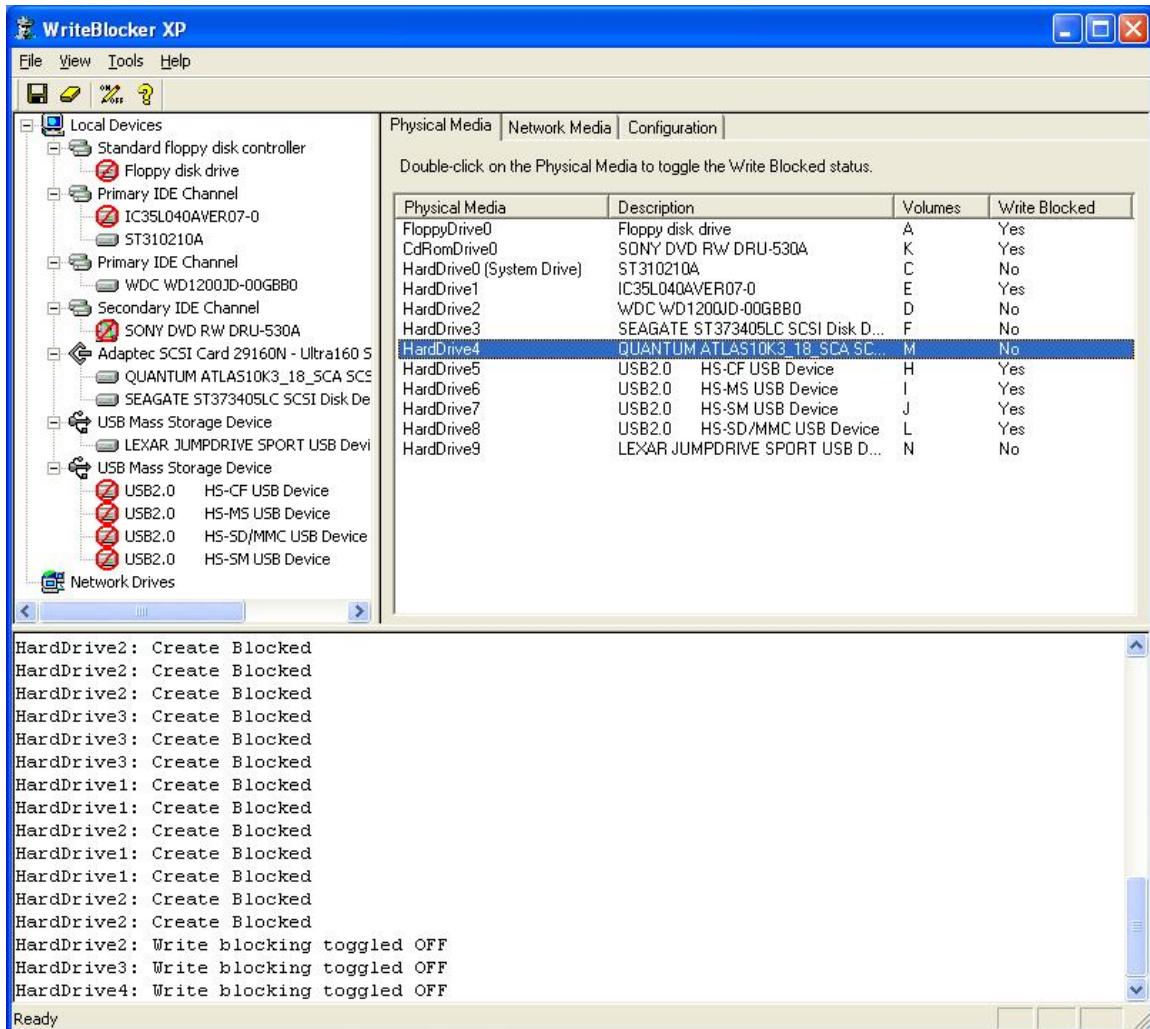 WriteBlocker XP
File View Tools Help
Local Devices
Standard floppy disk controller
Floppy disk drive
Primary IDE Channel
IC35L040AVER07-0
ST310210A
Primary IDE Channel
WDC WD1200JD-00GBB0
Secondary IDE Channel
SONY DVD RW DRU-530A
Adaptec SCSI Card 29160N - Ultra160 S
QUANTUM ATLAS10K3_18_SCA SCS
SEAGATE ST373405LC SCSI Disk De
USB Mass Storage Device
LEXAR JUMPDRIVE SPORT USB Devi
USB Mass Storage Device
USB2.0 HS-CF USB Device
USB2.0 HS-MS USB Device
USB2.0 HS-SD/MMC USB Device
USB2.0 HS-SM USB Device
Network Drives
Physical Media Network Media Configuration
Double-click on the Physical Media to toggle the Write Blocked status.
Physical Media Description Volumes Write Blocked
FloppyDrive0 Floppy disk drive A Yes
CdRomDrive0 SONY DVD RW DRU-530A K Yes
HardDrive0 (System Drive) ST310210A C No
HardDrive1 IC35L040AVER07-0 E Yes
HardDrive2 WDC WD1200JD-00GBB0 D No
HardDrive3 SEAGATE ST373405LC SCSI Disk D... F No
HardDrive4 QUANTUM ATLAS10K3_18_SCA SC... M No
HardDrive5 USB2.0 HS-CF USB Device H Yes
HardDrive6 USB2.0 HS-MS USB Device I Yes
HardDrive7 USB2.0 HS-SM USB Device J Yes
HardDrive8 USB2.0 HS-SD/MMC USB Device L Yes
HardDrive9 LEXAR JUMPDRIVE SPORT USB D... N No
HardDrive2: Create Blocked
HardDrive2: Create Blocked
HardDrive2: Create Blocked
HardDrive3: Create Blocked
HardDrive3: Create Blocked
HardDrive3: Create Blocked
HardDrive1: Create Blocked
HardDrive1: Create Blocked
HardDrive2: Create Blocked
HardDrive1: Create Blocked
HardDrive1: Create Blocked
HardDrive2: Create Blocked
HardDrive2: Create Blocked
HardDrive2: Write blocking toggled OFF
HardDrive3: Write blocking toggled OFF
HardDrive4: Write blocking toggled OFF
Ready